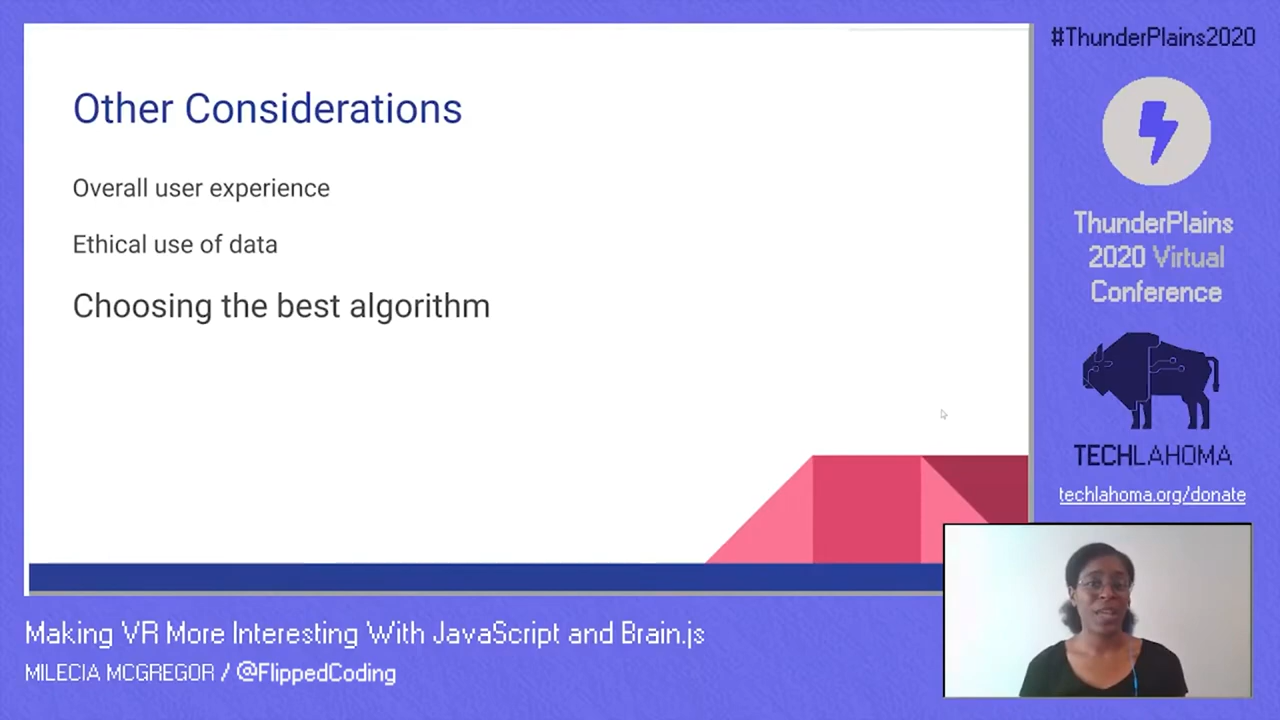 Other Considerations
Overall user experience
Ethical use of data
Choosing the best algorithm
#ThunderPlains2020
ThunderPlains
2020 Virtual
Conference
TECHLAHOMA
techlahoma.org/donate
Making VR More Interesting With JavaScript and Brain.js
MILECIA MCGREGOR / @FlippedCoding